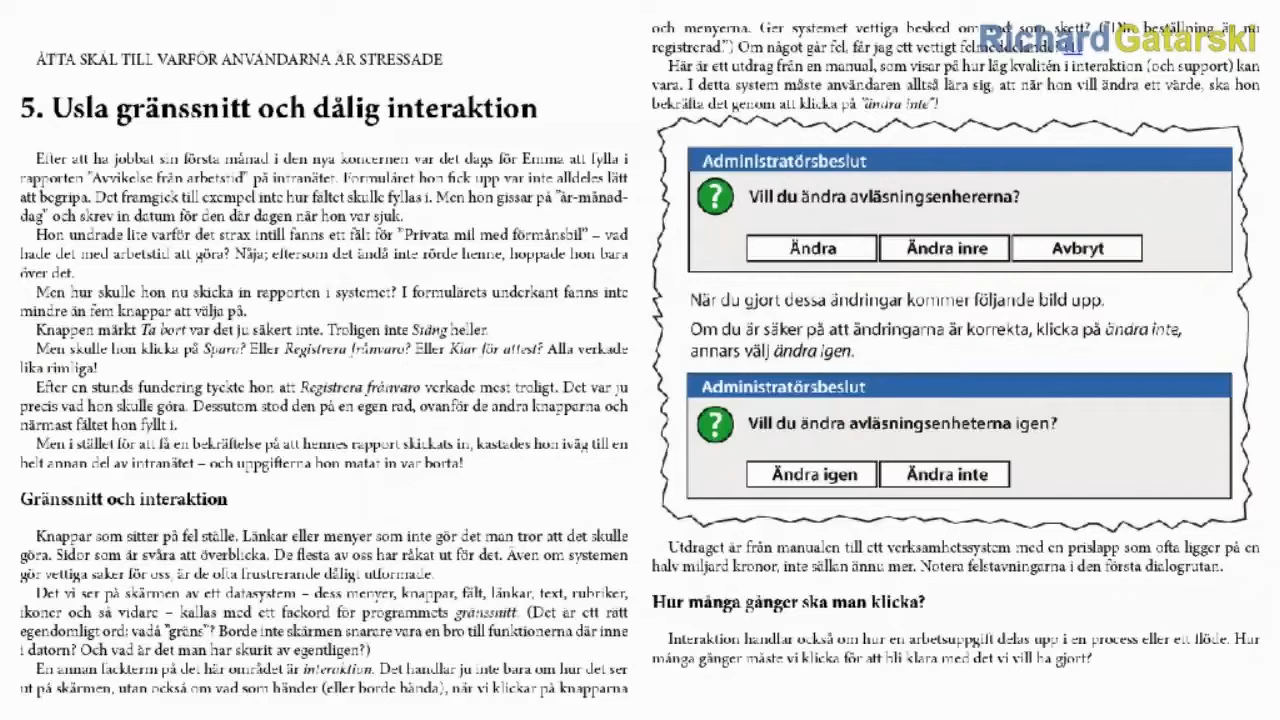 ÅTTA SKÄL TILL VARFÖR ANVÄNDARNA ÄR STRESSADE
5. Usla gränssnitt och dålig interaktion
Efter att ha jobbat sin första månad i den nya koncernen var det dags för Emma att fylla i
rapporten "Avvikelse från arbetstid" på intranätet. Formuläret hon fick upp var inte alldeles lätt
att begripa. Det framgick till exempel inte hur fältet skulle fyllas i. Men hon gissar på "år-månad-
dag" och skrev in datum för den där dagen när hon var sjuk.
Hon undrade lite varför det strax intill fanns ett fält för "Privata mil med förmånsbil" – vad
hade det med arbetstid att göra? Nåja; eftersom det ändå inte rörde henne, hoppade hon bara
över det.
Men hur skulle hon nu skicka in rapporten i systemet? I formulärets underkant fanns inte
mindre än fem knappar att välja på.
Knappen märkt Ta bort var det ju säkert inte. Troligen inte Stäng heller.
Men skulle hon klicka på Spara? Eller Registrera frånvaro? Eller Klar för attest? Alla verkade
lika rimliga!
Efter en stunds fundering tyckte hon att Registrera frånvaro verkade mest troligt. Det var ju
precis vad hon skulle göra. Dessutom stod den på en egen rad, ovanför de andra knapparna och
närmast fältet hon fyllt i.
Men i stället för att få en bekräftelse på att hennes rapport skickats in, kastades hon iväg till en
helt annan del av intranätet – och uppgifterna hon matat in var borta!
Gränssnitt och interaktion
Knappar som sitter på fel ställe. Länkar eller menyer som inte gör det man tror att det skulle
göra. Sidor som är svåra att överblicka. De flesta av oss har råkat ut för det. Även om systemen
gör vettiga saker för oss, är de ofta frustrerande dåligt utformade.
Det vi ser på skärmen av ett datasystem – dess menyer, knappar, fält, länkar, text, rubriker,
ikoner och så vidare – kallas med ett fackord för programmets gränssnitt. (Det är ett rätt
egendomligt ord; vadå "gräns"? Borde inte skärmen snarare vara en bro till funktionerna där inne
i datorn? Och vad är det man har skurit av egentligen?)
En annan fackterm på det här området är interaktion. Det handlar ju inte bara om hur det ser
ut på skärmen, utan också om vad som händer (eller borde hända), när vi klickar på knapparna
och menyerna. Ger systemet vettiga besked om vad som skett? beställning är nu
registrerad.") Om något går fel, får jag ett vettigt felmeddelande
Richard Gatarski
Här är ett utdrag från en manual, som visar på hur låg kvalitén i interaktion (och support) kan
vara. I detta system måste användaren alltså lära sig, att när hon vill ändra ett värde, ska hon
bekräfta det genom att klicka på "ändra inte"!
Administratörsbeslut
Vill du ändra avläsningsenhererna?
Ändra
Ändra inre
Avbryt
När du gjort dessa ändringar kommer följande bild upp.
Om du är säker på att ändringarna är korrekta, klicka på ändra inte,
annars välj ändra igen.
Administratörsbeslut
Vill du ändra avläsningsenheterna igen?
Ändra igen
Ändra inte
Utdraget är från manualen till ett verksamhetssystem med en prislapp som ofta ligger på en
halv miljard kronor, inte sällan ännu mer. Notera felstavningarna i den första dialogrutan.
Hur många gånger ska man klicka?
Interaktion handlar också om hur en arbetsuppgift delas upp i en process eller ett flöde. Hur
många gånger måste vi klicka för att bli klara med det vi vill ha gjort?